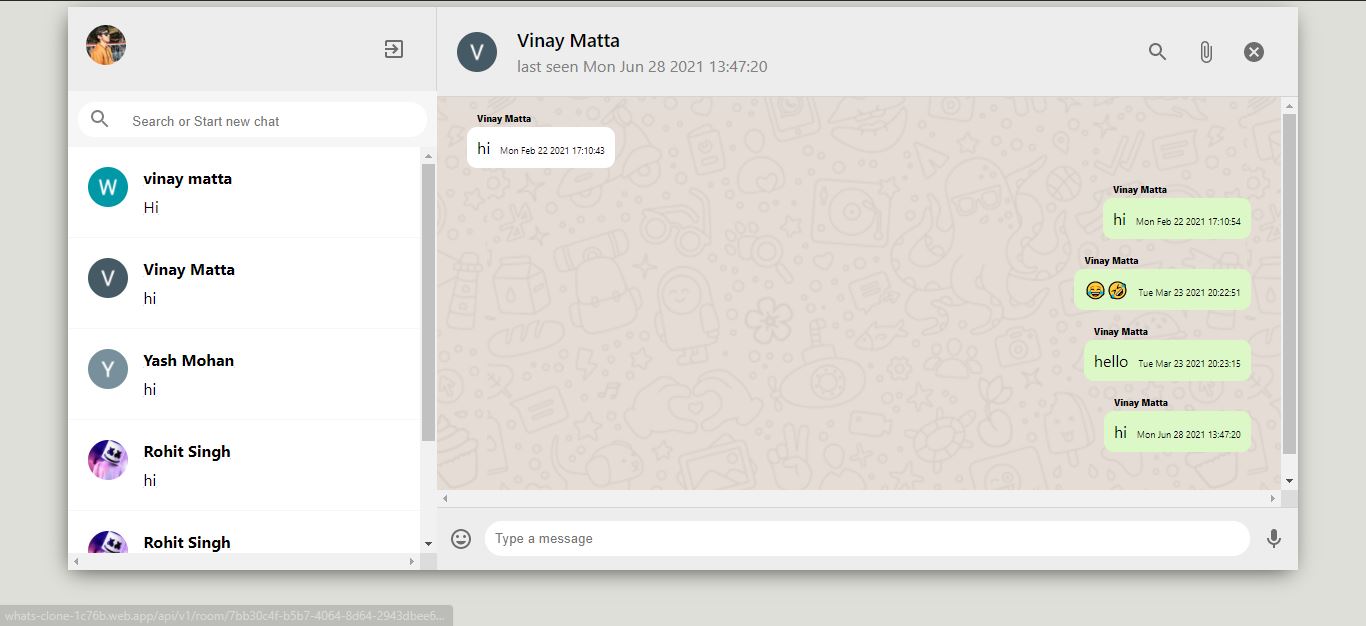 Search or Start new chat
W
vinay matta
Hi
V
Vinay Matta
hi
Y
Yash Mohan
hi
Rohit Singh
hi
Rohit Singh
V
Vinay Matta
last seen Mon Jun 28 2021 13:47:20
Vinay Matta
hi Mon Feb 22 2021 17:10:43
Vinay Matta
hi Mon Feb 22 2021 17:10:54
Vinay Matta
😂🤣 Tue Mar 23 2021 20:22:51
Vinay Matta
hello Tue Mar 23 2021 20:23:15
Vinay Matta
hi Mon Jun 28 2021 13:47:20
Type a message
whats-clone-1c76b.web.app/api/v1/room/7bb30c4f-b5b7-4064-8d64-2943dbee6...